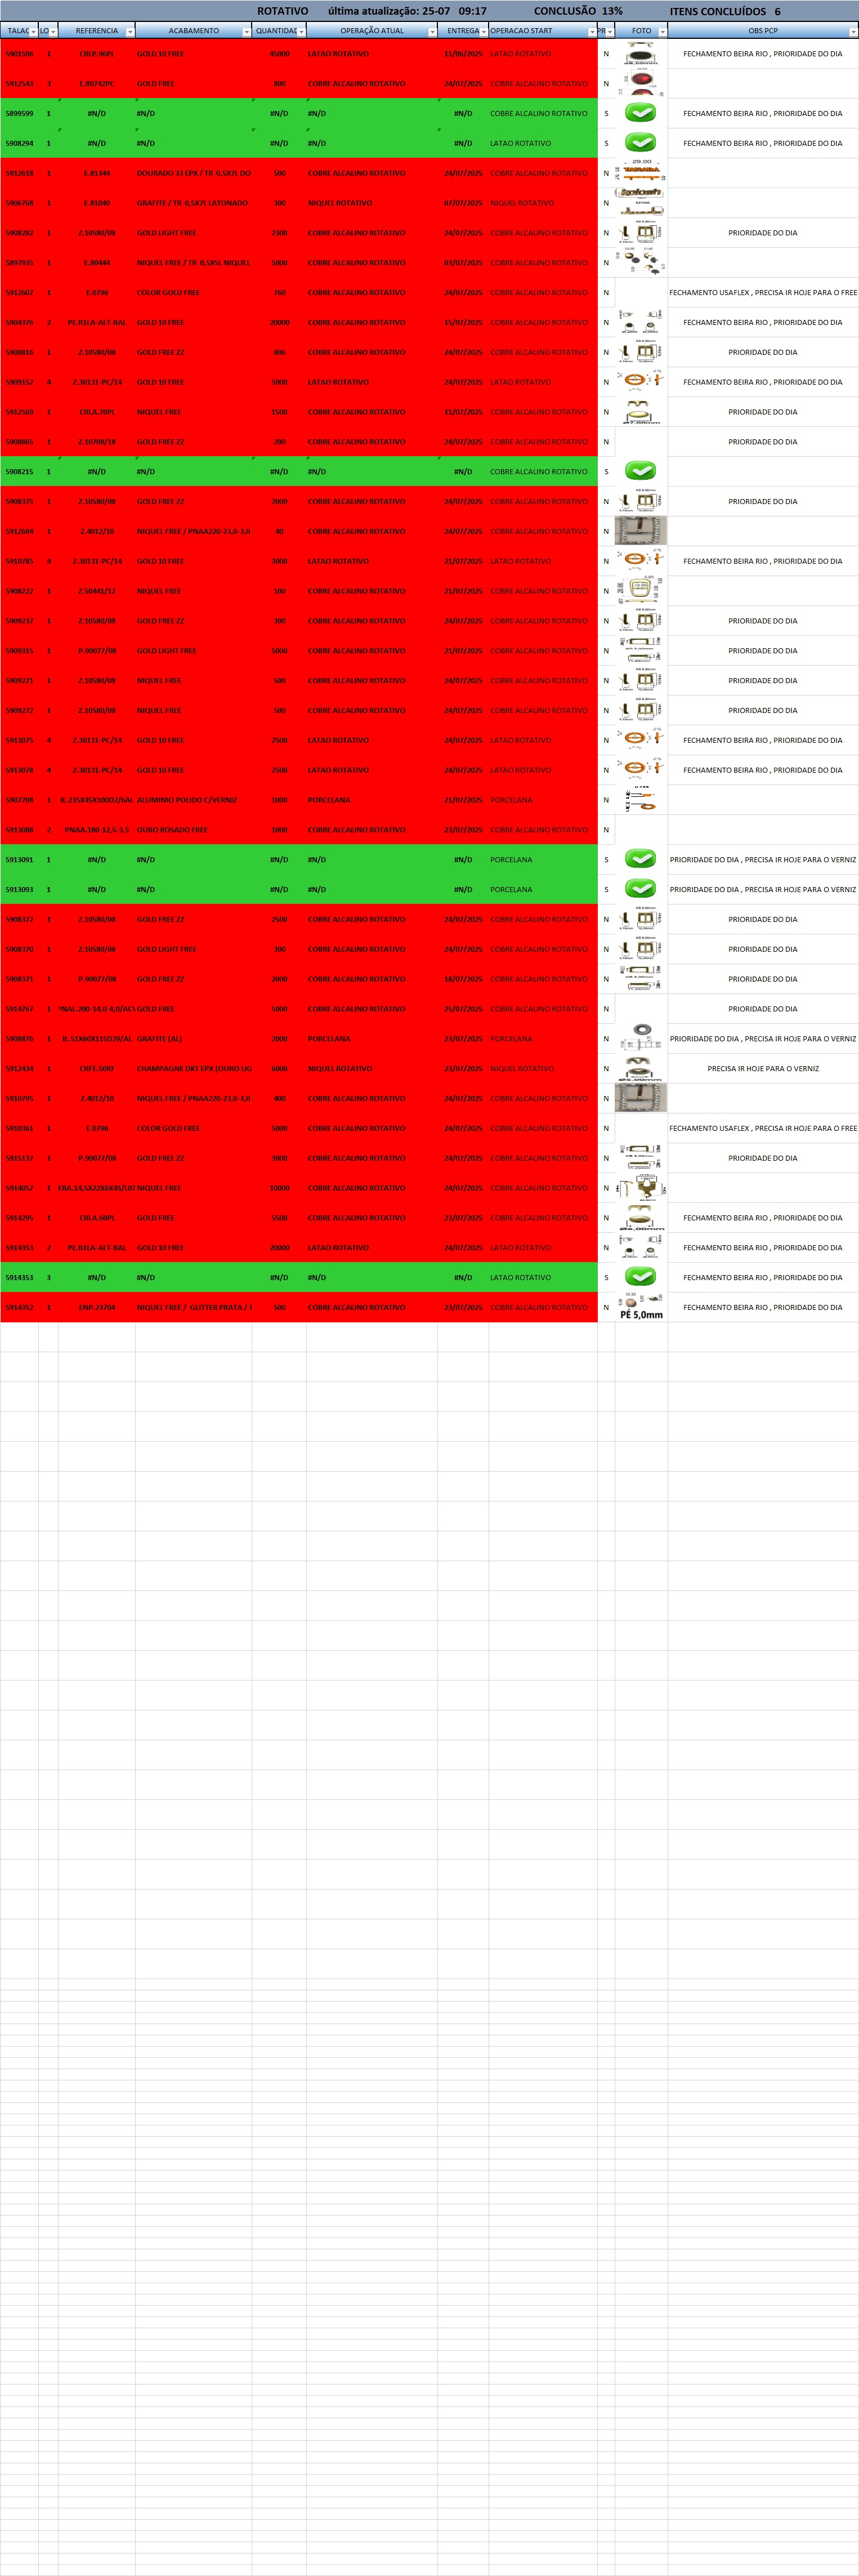 ROTATIVO última atualização: 25-07 09:17 CONCLUSÃO 13% ITENS CONCLUÍDOS 6
TALAC LO REFERENCIA ACABAMENTO QUANTIDAD OPERAÇÃO ATUAL ENTREGA OPERACAO START PR FOTO OBS PCP
5901506 1 CRLP.96PL GOLD 10 FREE 45000 LATAO ROTATIVO 11/06/2025 LATAO ROTATIVO N FECHAMENTO BEIRA RIO , PRIORIDADE DO DIA
5912543 3 E.80742PC GOLD FREE 800 COBRE ALCALINO ROTATIVO 24/07/2025 COBRE ALCALINO ROTATIVO N
5899599 1 #N/D #N/D #N/D #N/D #N/D COBRE ALCALINO ROTATIVO S FECHAMENTO BEIRA RIO , PRIORIDADE DO DIA
5908294 1 #N/D #N/D #N/D #N/D #N/D LATAO ROTATIVO S FECHAMENTO BEIRA RIO , PRIORIDADE DO DIA
5912618 1 E.81344 DOURADO 33 EPX / TR 0,5X7L DO 500 COBRE ALCALINO ROTATIVO 24/07/2025 COBRE ALCALINO ROTATIVO N 29.00
5906768 1 E.81040 GRAFITE / TR 0,5X7L LATONADO 300 NIQUEL ROTATIVO 07/07/2025 NIQUEL ROTATIVO N
5908282 1 Z.10580/08 GOLD LIGHT FREE 2300 COBRE ALCALINO ROTATIVO 24/07/2025 COBRE ALCALINO ROTATIVO N PRIORIDADE DO DIA
5897935 1 E.80444 NIQUEL FREE / TR 0,5X5L NIQUEL 5000 COBRE ALCALINO ROTATIVO 03/07/2025 COBRE ALCALINO ROTATIVO N
5912607 1 E.0796 COLOR GOLD FREE 760 COBRE ALCALINO ROTATIVO 24/07/2025 COBRE ALCALINO ROTATIVO N FECHAMENTO USAFLEX , PRECISA IR HOJE PARA O FREE
5904376 2 PE.R1LA-ALT-BAL GOLD 10 FREE 20000 COBRE ALCALINO ROTATIVO 15/07/2025 COBRE ALCALINO ROTATIVO N FECHAMENTO BEIRA RIO , PRIORIDADE DO DIA
5908816 1 Z.10580/08 GOLD FREE ZZ 806 COBRE ALCALINO ROTATIVO 24/07/2025 COBRE ALCALINO ROTATIVO N PRIORIDADE DO DIA
5909152 4 Z.30131-PC/14 GOLD 10 FREE 5000 LATAO ROTATIVO 24/07/2025 LATAO ROTATIVO N FECHAMENTO BEIRA RIO , PRIORIDADE DO DIA
5912569 1 CRLA.70PL NIQUEL FREE 1500 COBRE ALCALINO ROTATIVO 11/07/2025 COBRE ALCALINO ROTATIVO N PRIORIDADE DO DIA
5908865 1 Z.10708/18 GOLD FREE ZZ 200 COBRE ALCALINO ROTATIVO 24/07/2025 COBRE ALCALINO ROTATIVO N PRIORIDADE DO DIA
5908215 1 #N/D #N/D #N/D #N/D #N/D COBRE ALCALINO ROTATIVO S
5908375 1 Z.10580/08 GOLD FREE ZZ 2000 COBRE ALCALINO ROTATIVO 24/07/2025 COBRE ALCALINO ROTATIVO N PRIORIDADE DO DIA
5912604 1 Z.4012/10 NIQUEL FREE / PNAA220-23,0-1,0 40 COBRE ALCALINO ROTATIVO 24/07/2025 COBRE ALCALINO ROTATIVO N
5910785 4 Z.30131-PC/14 GOLD 10 FREE 3000 LATAO ROTATIVO 21/07/2025 LATAO ROTATIVO N FECHAMENTO BEIRA RIO , PRIORIDADE DO DIA
5908222 1 Z.50441/12 NIQUEL FREE 100 COBRE ALCALINO ROTATIVO 21/07/2025 COBRE ALCALINO ROTATIVO N
5909237 1 Z.10580/08 GOLD FREE ZZ 300 COBRE ALCALINO ROTATIVO 24/07/2025 COBRE ALCALINO ROTATIVO N PRIORIDADE DO DIA
5909315 1 P.90077/08 GOLD LIGHT FREE 5000 COBRE ALCALINO ROTATIVO 21/07/2025 COBRE ALCALINO ROTATIVO N PRIORIDADE DO DIA
5909271 1 Z.10580/08 NIQUEL FREE 500 COBRE ALCALINO ROTATIVO 24/07/2025 COBRE ALCALINO ROTATIVO N PRIORIDADE DO DIA
5909272 1 Z.10580/08 NIQUEL FREE 500 COBRE ALCALINO ROTATIVO 24/07/2025 COBRE ALCALINO ROTATIVO N PRIORIDADE DO DIA
5913075 4 Z.30131-PC/14 GOLD 10 FREE 2500 LATAO ROTATIVO 24/07/2025 LATAO ROTATIVO N FECHAMENTO BEIRA RIO , PRIORIDADE DO DIA
5913078 4 Z.30131-PC/14 GOLD 10 FREE 2500 LATAO ROTATIVO 24/07/2025 LATAO ROTATIVO N FECHAMENTO BEIRA RIO , PRIORIDADE DO DIA
5907708 1 IL.235X45X100D2/6AL ALUMINIO POLIDO C/VERNIZ 1000 PORCELANA 21/07/2025 PORCELANA N
5913088 2 PNAA.180-12,5-3,5 OURO ROSADO FREE 1000 COBRE ALCALINO ROTATIVO 23/07/2025 COBRE ALCALINO ROTATIVO N
5913091 1 #N/D #N/D #N/D #N/D #N/D PORCELANA S PRIORIDADE DO DIA , PRECISA IR HOJE PARA O VERNIZ
5913093 1 #N/D #N/D #N/D #N/D #N/D PORCELANA S PRIORIDADE DO DIA , PRECISA IR HOJE PARA O VERNIZ
5908372 1 Z.10580/08 GOLD FREE ZZ 2500 COBRE ALCALINO ROTATIVO 24/07/2025 COBRE ALCALINO ROTATIVO N PRIORIDADE DO DIA
5908370 1 Z.10580/08 GOLD LIGHT FREE 300 COBRE ALCALINO ROTATIVO 24/07/2025 COBRE ALCALINO ROTATIVO N PRIORIDADE DO DIA
5908371 1 P.90077/08 GOLD FREE ZZ 2000 COBRE ALCALINO ROTATIVO 18/07/2025 COBRE ALCALINO ROTATIVO N PRIORIDADE DO DIA
5914767 1 GOLD FREE 5000 COBRE ALCALINO ROTATIVO 25/07/2025 COBRE ALCALINO ROTATIVO N PRIORIDADE DO DIA
5908876 1 IL.51X60X115D29/AL GRAFITE (AL) 2000 PORCELANA 23/07/2025 PORCELANA N PRIORIDADE DO DIA , PRECISA IR HOJE PARA O VERNIZ
5912434 1 CRFE.50BF CHAMPAGNE DKT EPX (OURO LIG 6000 NIQUEL ROTATIVO 23/07/2025 NIQUEL ROTATIVO N PRECISA IR HOJE PARA O VERNIZ
5910795 1 Z.4012/10 NIQUEL FREE / PNAA220-23,0-1,0 400 COBRE ALCALINO ROTATIVO 24/07/2025 COBRE ALCALINO ROTATIVO N
5910361 1 E.0796 COLOR GOLD FREE 5000 COBRE ALCALINO ROTATIVO 24/07/2025 COBRE ALCALINO ROTATIVO N FECHAMENTO USAFLEX , PRECISA IR HOJE PARA O FREE
5915137 1 P.90077/08 GOLD FREE ZZ 3000 COBRE ALCALINO ROTATIVO 24/07/2025 COBRE ALCALINO ROTATIVO N PRIORIDADE DO DIA
5914057 1 NIQUEL FREE 10000 COBRE ALCALINO ROTATIVO 24/07/2025 COBRE ALCALINO ROTATIVO N
5914295 1 CRLA.60PL GOLD FREE 5500 COBRE ALCALINO ROTATIVO 23/07/2025 COBRE ALCALINO ROTATIVO N FECHAMENTO BEIRA RIO , PRIORIDADE DO DIA
5914353 2 PE.R1LA-ALT-BAL GOLD 10 FREE 20000 LATAO ROTATIVO 24/07/2025 LATAO ROTATIVO N FECHAMENTO BEIRA RIO , PRIORIDADE DO DIA
5914353 3 #N/D #N/D #N/D #N/D #N/D LATAO ROTATIVO S FECHAMENTO BEIRA RIO , PRIORIDADE DO DIA
5914352 1 ENP.23704 NIQUEL FREE / GLITTER PRATA / 500 COBRE ALCALINO ROTATIVO 23/07/2025 COBRE ALCALINO ROTATIVO N PÉ 5,0mm FECHAMENTO BEIRA RIO , PRIORIDADE DO DIA